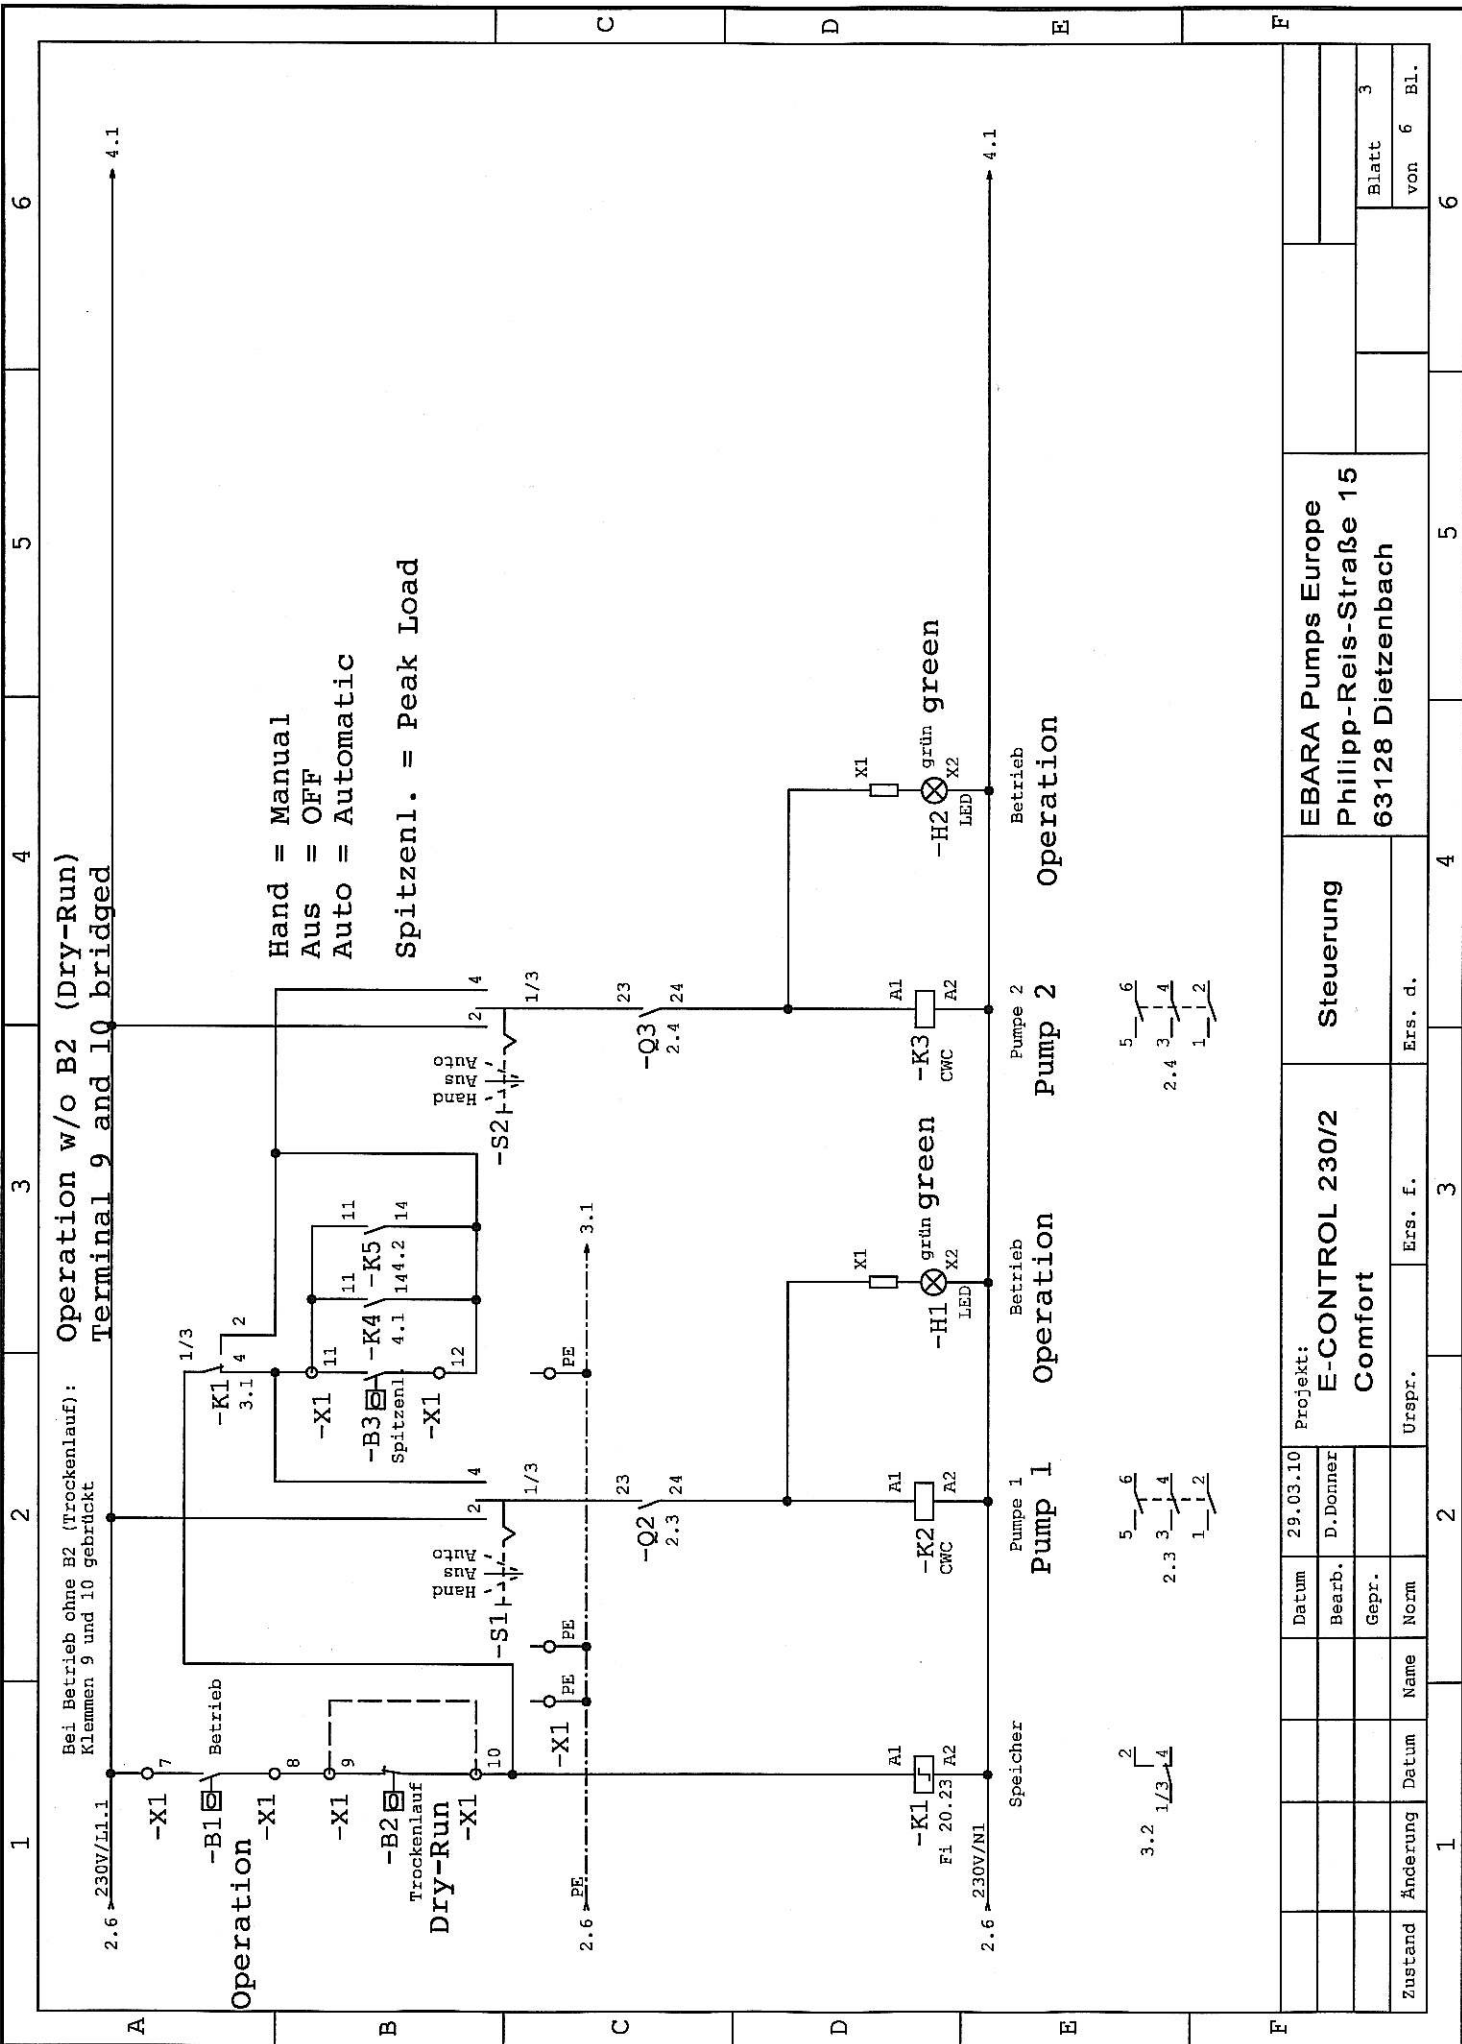 1 2 3 4 5 6
A
B
C
D
E
F
C
D
E
F
Bei Betrieb ohne B2 (Trockenlauf):
Klemmen 9 und 10 gebrückt
Operation w/o B2 (Dry-Run)
Terminal 9 and 10 bridged
2.6 230V/L1.1 4.1
-X1 7
-B1 Betrieb
Operation
-X1 8
-X1 9
-B2
Trockenlauf
Dry-Run
-X1 10
1/3
-K1 4 2
3.1
-X1 11
-B3
Spitzenl
-X1 12
11
-K4 14
4.1
11
-K5 14
4.2
Hand = Manual
Aus = OFF
Auto = Automatic
Spitzenl. = Peak Load
Hand
Aus
Auto
-S1 2 4
1/3
Hand
Aus
Auto
-S2 2 4
1/3
2.6 PE 3.1
-X1 PE PE PE
23
-Q2 24
2.3
23
-Q3 24
2.4
-K1 A1
Fi 20.23 A2
-K2 A1
CWC A2
X1
-H1 grün green
LED X2
-K3 A1
CWC A2
X1
-H2 grün green
LED X2
2.6 230V/N1 4.1
Speicher
Pumpe 1
Pump 1
Betrieb
Operation
Pumpe 2
Pump 2
Betrieb
Operation
2
3.2 1/3 4
5 6
3 4
2.3
1 2
5 6
3 4
2.4
1 2
Zustand Änderung Datum Name Norm
Datum 29.03.10
Bearb. D.Donner
Gepr.
Projekt:
E-CONTROL 230/2
Comfort
Urspr. Ers. f. Ers. d.
Steuerung
EBARA Pumps Europe
Philipp-Reis-Straße 15
63128 Dietzenbach
Blatt 3
von 6 Bl.
1 2 3 4 5 6
A
B
C
D
E
F